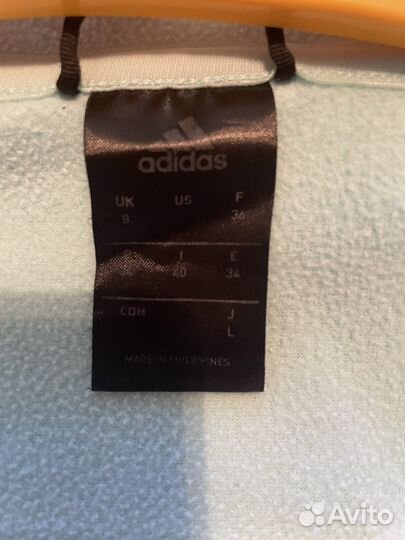 adidas
UK US F
8 36
I E
40 34
CDN J
L
MADE IN PHILIPPINES
Avito